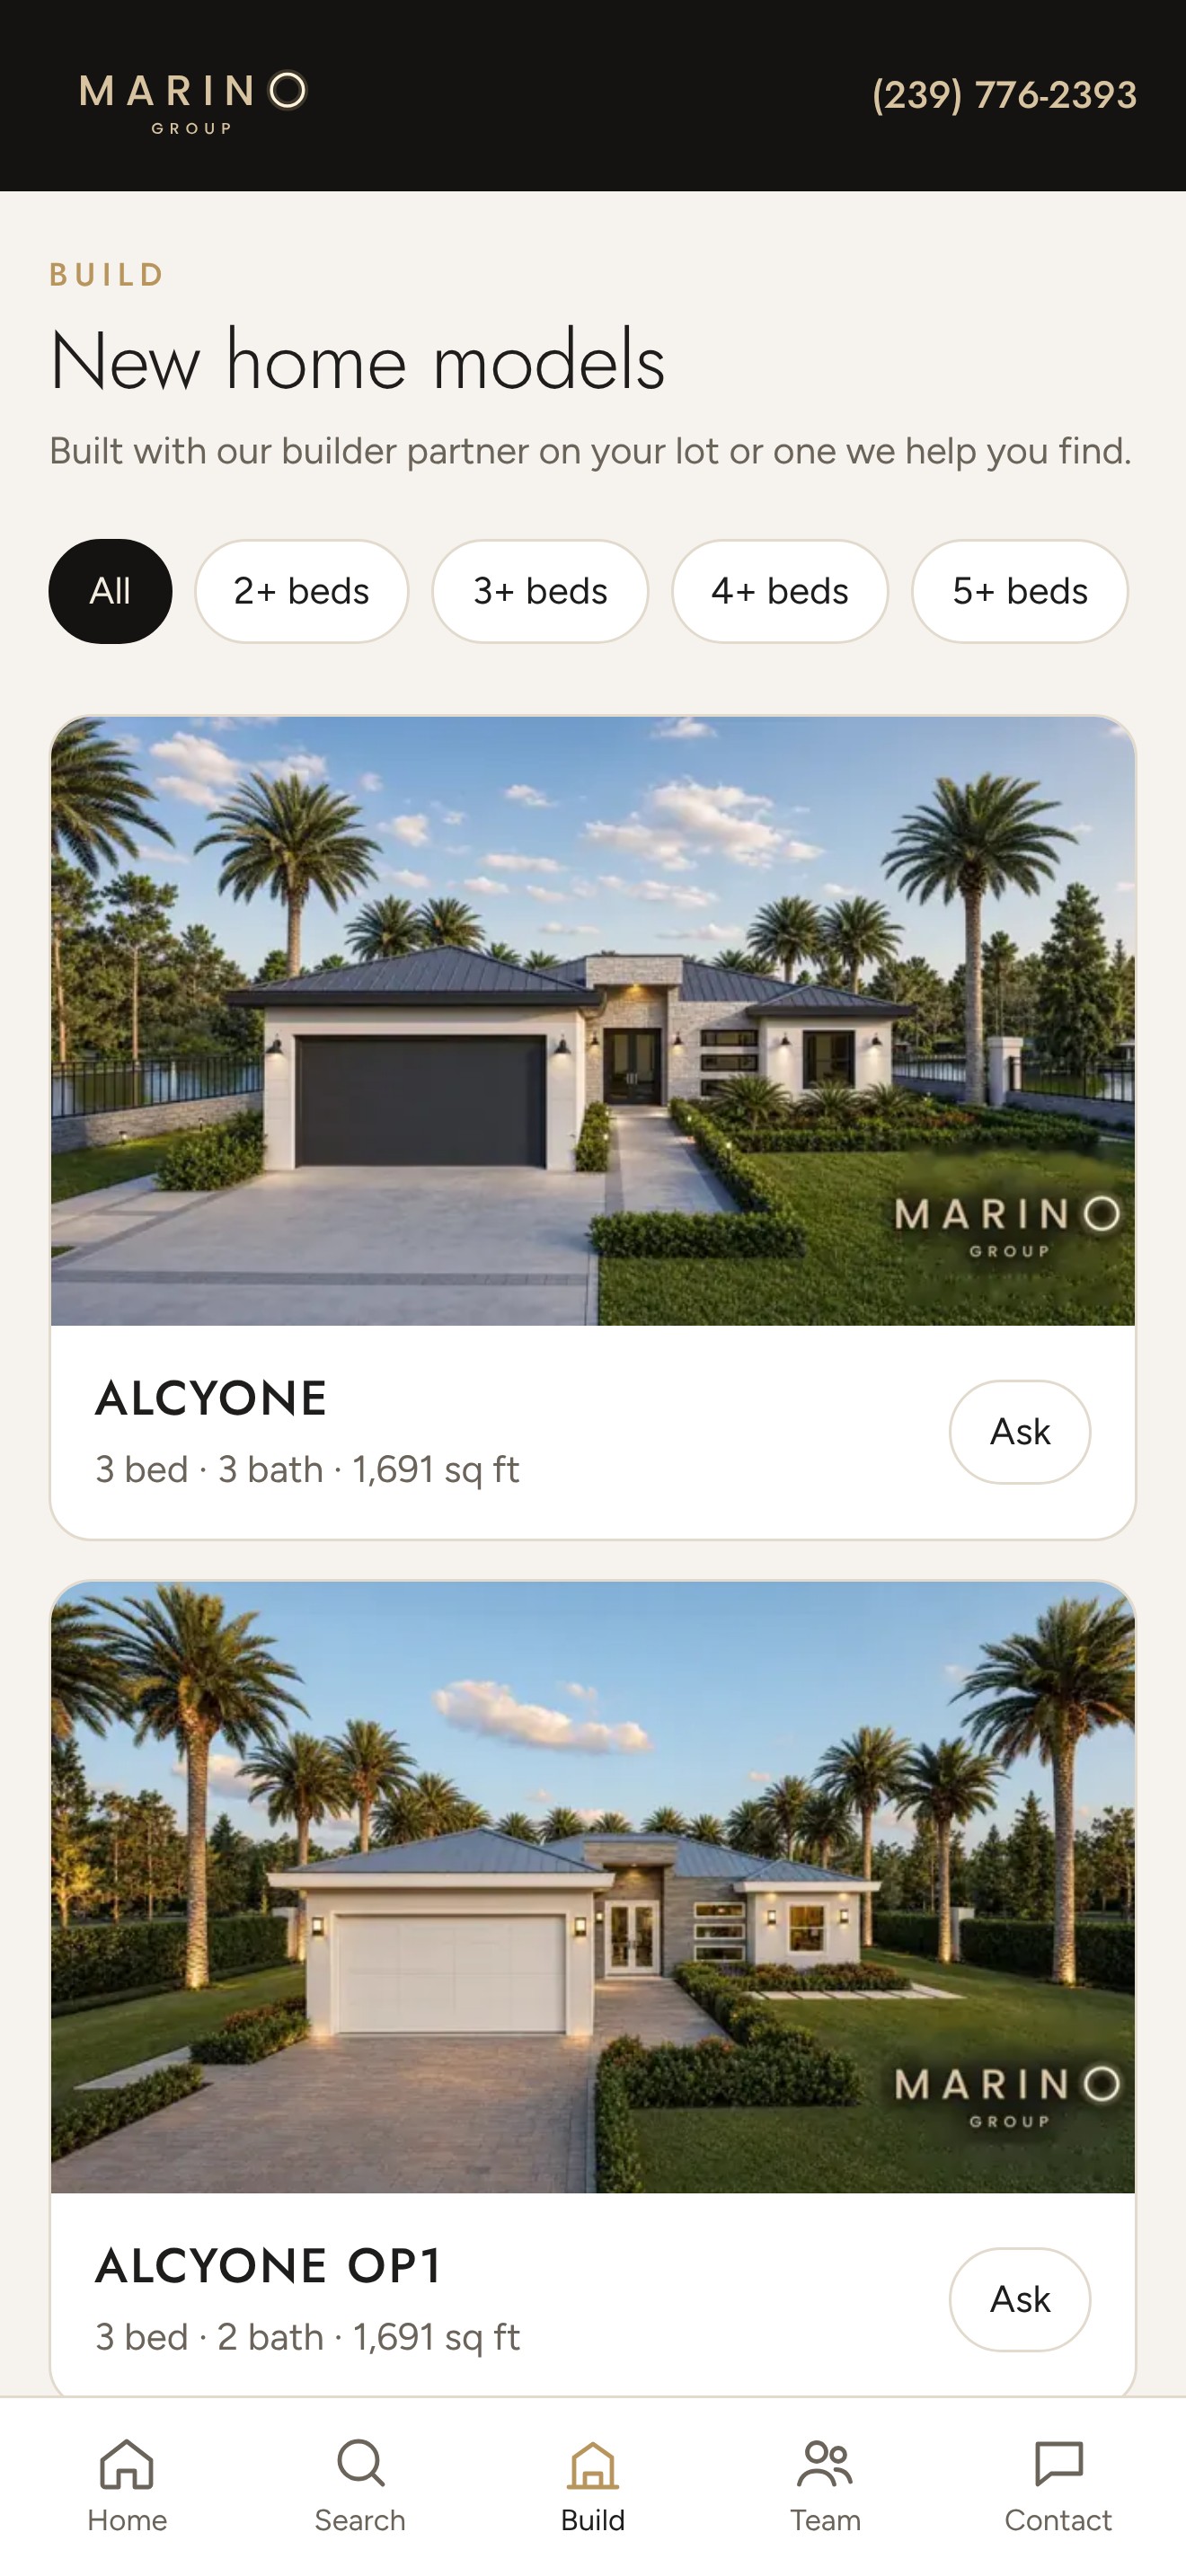 MARINO
GROUP
(239) 776-2393
BUILD
New home models
Built with our builder partner on your lot or one we help you find.
All
2+ beds
3+ beds
4+ beds
5+ beds
MARINO
GROUP
ALCYONE
3 bed · 3 bath · 1,691 sq ft
Ask
MARINO
GROUP
ALCYONE OP1
3 bed · 2 bath · 1,691 sq ft
Ask
Home
Search
Build
Team
Contact